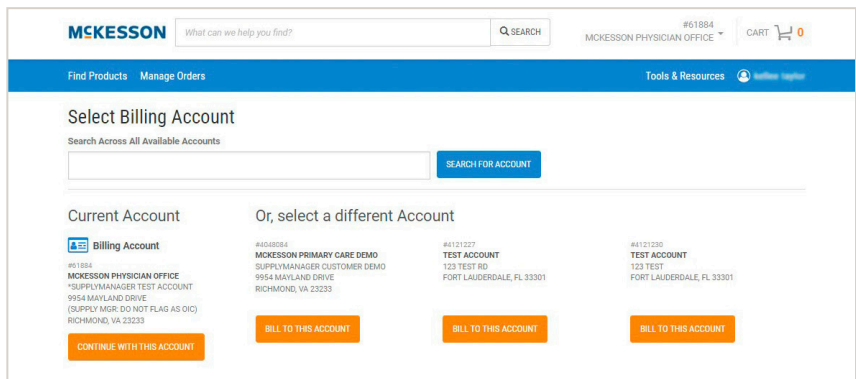 MCKESSON
What can we help you find?
SEARCH
#61884
MCKESSON PHYSICIAN OFFICE
CART 0
Find Products Manage Orders
Tools & Resources
Select Billing Account
Search Across All Available Accounts
SEARCH FOR ACCOUNT
Current Account
Billing Account
#61884
MCKESSON PHYSICIAN OFFICE
*SUPPLYMANAGER TEST ACCOUNT
9954 MAYLAND DRIVE
(SUPPLY MGR: DO NOT FLAG AS OIC)
RICHMOND, VA 23233
CONTINUE WITH THIS ACCOUNT
Or, select a different Account
#4048084
MCKESSON PRIMARY CARE DEMO
SUPPLYMANAGER CUSTOMER DEMO
9954 MAYLAND DRIVE
RICHMOND, VA 23233
BILL TO THIS ACCOUNT
#4121227
TEST ACCOUNT
123 TEST RD
FORT LAUDERDALE, FL 33301
BILL TO THIS ACCOUNT
#4121230
TEST ACCOUNT
123 TEST
FORT LAUDERDALE, FL 33301
BILL TO THIS ACCOUNT